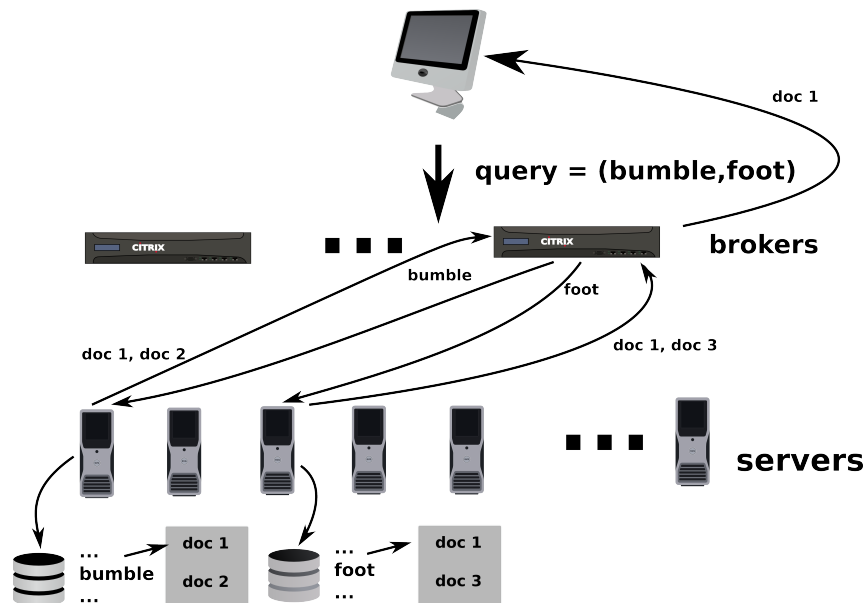 doc 1
query = (bumble,foot)
CITRIX
CITRIX
brokers
bumble
foot
doc 1, doc 2
doc 1, doc 3
servers
...
bumble
...
doc 1
doc 2
...
foot
...
doc 1
doc 3